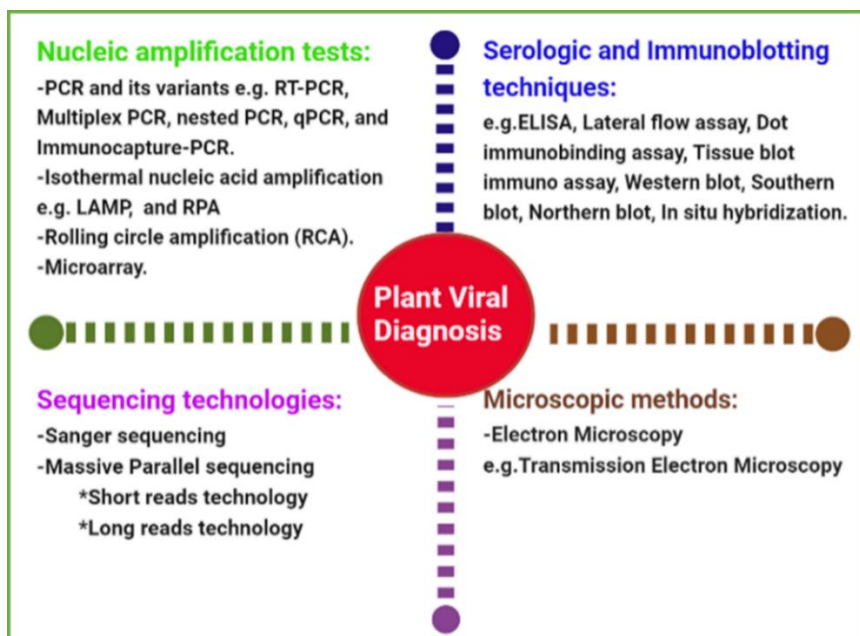 Nucleic amplification tests:
-PCR and its variants e.g. RT-PCR,
Multiplex PCR, nested PCR, qPCR, and
Immunocapture-PCR.
-Isothermal nucleic acid amplification
e.g. LAMP, and RPA
-Rolling circle amplification (RCA).
-Microarray.
Serologic and Immunoblotting
techniques:
e.g.ELISA, Lateral flow assay, Dot
immunobinding assay, Tissue blot
immuno assay, Western blot, Southern
blot, Northern blot, In situ hybridization.
Plant Viral
Diagnosis
Sequencing technologies:
-Sanger sequencing
-Massive Parallel sequencing
*Short reads technology
*Long reads technology
Microscopic methods:
-Electron Microscopy
e.g.Transmission Electron Microscopy